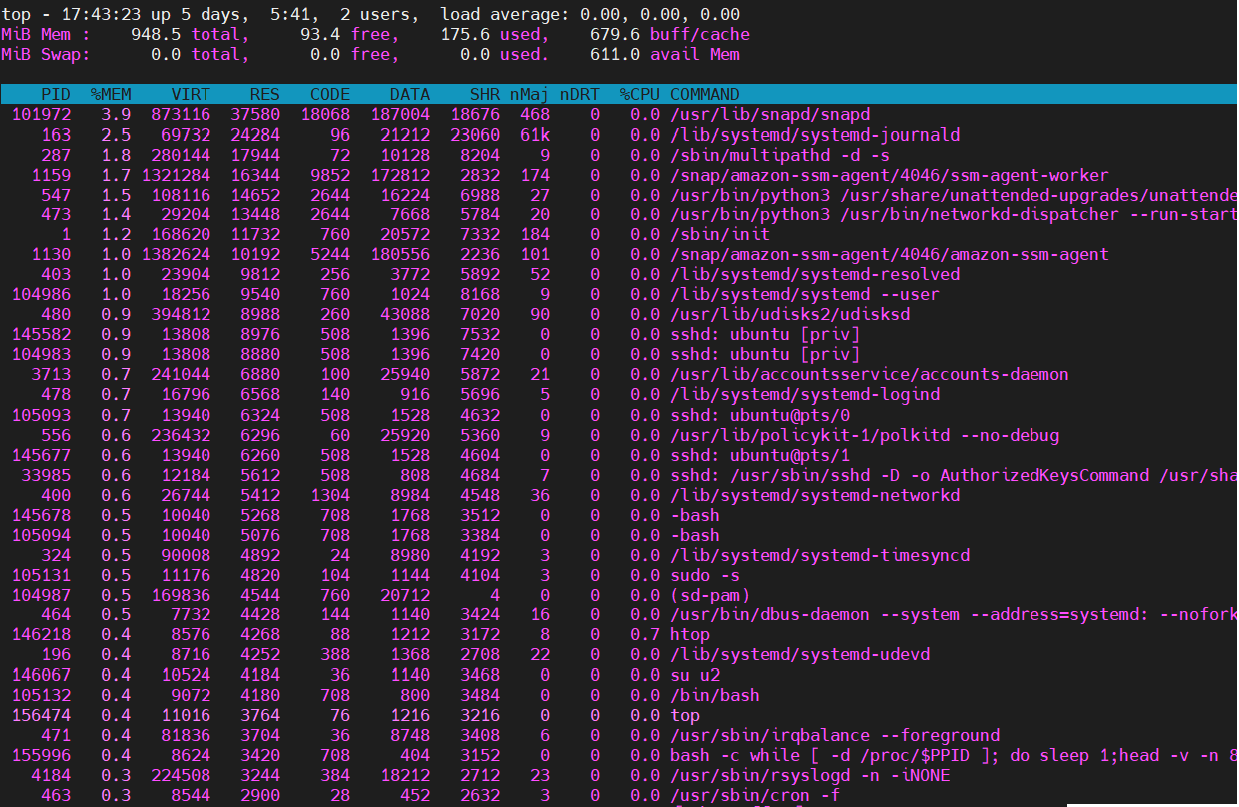 top - 17:43:23 up 5 days,  5:41,  2 users,  load average: 0.00, 0.00, 0.00
MiB Mem :    948.5 total,     93.4 free,    175.6 used,    679.6 buff/cache
MiB Swap:      0.0 total,      0.0 free,      0.0 used.    611.0 avail Mem
PID %MEM VIRT RES CODE DATA SHR nMaj nDRT %CPU COMMAND
101972 3.9 873116 37580 18068 187004 18676 468 0 0.0 /usr/lib/snapd/snapd
163 2.5 69732 24284 96 21212 23060 61k 0 0.0 /lib/systemd/systemd-journald
287 1.8 280144 17944 72 10128 8204 9 0 0.0 /sbin/multipathd -d -s
1159 1.7 1321284 16344 9852 172812 2832 174 0 0.0 /snap/amazon-ssm-agent/4046/ssm-agent-worker
547 1.5 108116 14652 2644 16224 6988 27 0 0.0 /usr/bin/python3 /usr/share/unattended-upgrades/unattende
473 1.4 29204 13448 2644 7668 5784 20 0 0.0 /usr/bin/python3 /usr/bin/networkd-dispatcher --run-start
1 1.2 168620 11732 760 20572 7332 184 0 0.0 /sbin/init
1130 1.0 1382624 10192 5244 180556 2236 101 0 0.0 /snap/amazon-ssm-agent/4046/amazon-ssm-agent
403 1.0 23904 9812 256 3772 5892 52 0 0.0 /lib/systemd/systemd-resolved
104986 1.0 18256 9540 760 1024 8168 9 0 0.0 /lib/systemd/systemd --user
480 0.9 394812 8988 260 43088 7020 90 0 0.0 /usr/lib/udisks2/udisksd
145582 0.9 13808 8976 508 1396 7532 0 0 0.0 sshd: ubuntu [priv]
104983 0.9 13808 8880 508 1396 7420 0 0 0.0 sshd: ubuntu [priv]
3713 0.7 241044 6880 100 25940 5872 21 0 0.0 /usr/lib/accountsservice/accounts-daemon
478 0.7 16796 6568 140 916 5696 5 0 0.0 /lib/systemd/systemd-logind
105093 0.7 13940 6324 508 1528 4632 0 0 0.0 sshd: ubuntu@pts/0
556 0.6 236432 6296 60 25920 5360 9 0 0.0 /usr/lib/policykit-1/polkitd --no-debug
145677 0.6 13940 6260 508 1528 4604 0 0 0.0 sshd: ubuntu@pts/1
33985 0.6 12184 5612 508 808 4684 7 0 0.0 sshd: /usr/sbin/sshd -D -o AuthorizedKeysCommand /usr/sha
400 0.6 26744 5412 1304 8984 4548 36 0 0.0 /lib/systemd/systemd-networkd
145678 0.5 10040 5268 708 1768 3512 0 0 0.0 -bash
105094 0.5 10040 5076 708 1768 3384 0 0 0.0 -bash
324 0.5 90008 4892 24 8980 4192 3 0 0.0 /lib/systemd/systemd-timesyncd
105131 0.5 11176 4820 104 1144 4104 3 0 0.0 sudo -s
104987 0.5 169836 4544 760 20712 4 0 0 0.0 (sd-pam)
464 0.5 7732 4428 144 1140 3424 16 0 0.0 /usr/bin/dbus-daemon --system --address=systemd: --nofork
146218 0.4 8576 4268 88 1212 3172 8 0 0.7 htop
196 0.4 8716 4252 388 1368 2708 22 0 0.0 /lib/systemd/systemd-udevd
146067 0.4 10524 4184 36 1140 3468 0 0 0.0 su u2
105132 0.4 9072 4180 708 800 3484 0 0 0.0 /bin/bash
156474 0.4 11016 3764 76 1216 3216 0 0 0.0 top
471 0.4 81836 3704 36 8748 3408 6 0 0.0 /usr/sbin/irqbalance --foreground
155996 0.4 8624 3420 708 404 3152 0 0 0.0 bash -c while [ -d /proc/$PPID ]; do sleep 1;head -v -n 8
4184 0.3 224508 3244 384 18212 2712 23 0 0.0 /usr/sbin/rsyslogd -n -iNONE
463 0.3 8544 2900 28 452 2632 3 0 0.0 /usr/sbin/cron -f